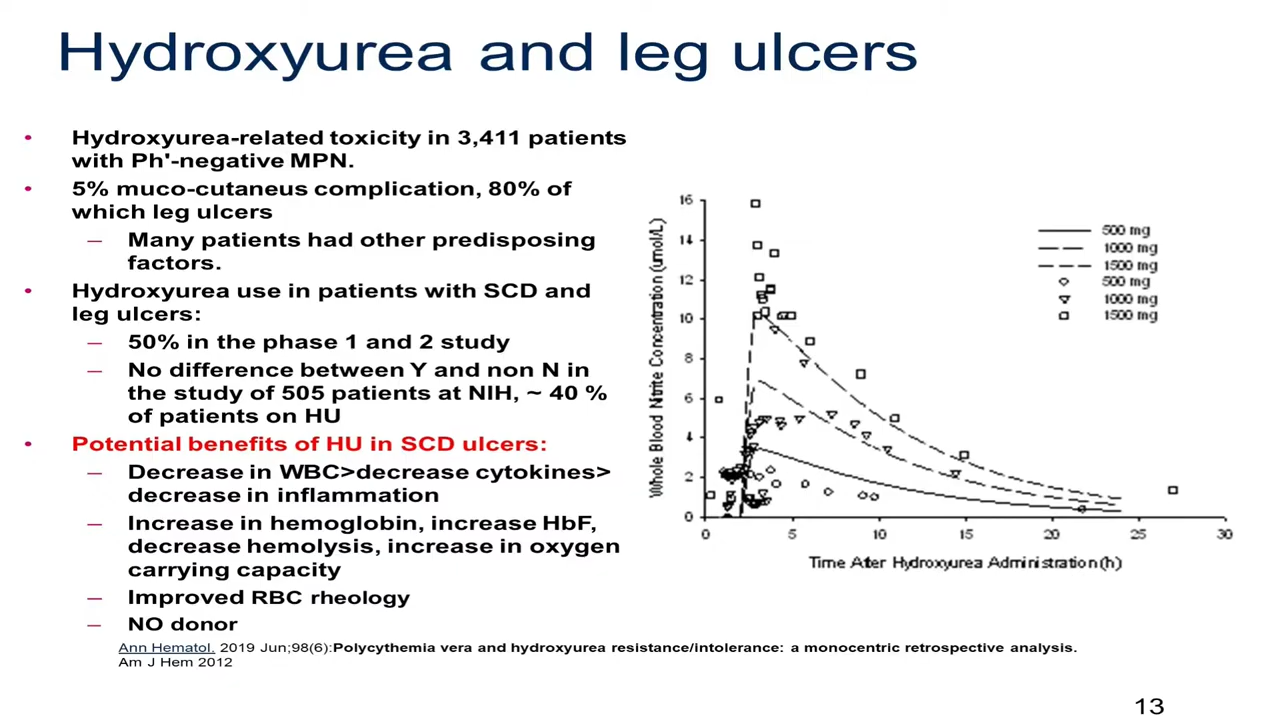 Hydroxyurea and leg ulcers
• Hydroxyurea-related toxicity in 3,411 patients
with Ph'-negative MPN.
• 5% muco-cutaneus complication, 80% of
which leg ulcers
– Many patients had other predisposing
factors.
• Hydroxyurea use in patients with SCD and
leg ulcers:
– 50% in the phase 1 and 2 study
– No difference between Y and non N in
the study of 505 patients at NIH, ~ 40 %
of patients on HU
• Potential benefits of HU in SCD ulcers:
– Decrease in WBC>decrease cytokines>
decrease in inflammation
– Increase in hemoglobin, increase HbF,
decrease hemolysis, increase in oxygen
carrying capacity
– Improved RBC rheology
– NO donor
Whole Blood Nitrite Concentration (umol/L)
16
14
12
10
8
6
4
2
0
0 5 10 15 20 25 30
Time After Hydroxyurea Administration (h)
500 mg
1000 mg
1500 mg
500 mg
1000 mg
1500 mg
Ann Hematol. 2019 Jun;98(6):Polycythemia vera and hydroxyurea resistance/intolerance: a monocentric retrospective analysis.
Am J Hem 2012
13